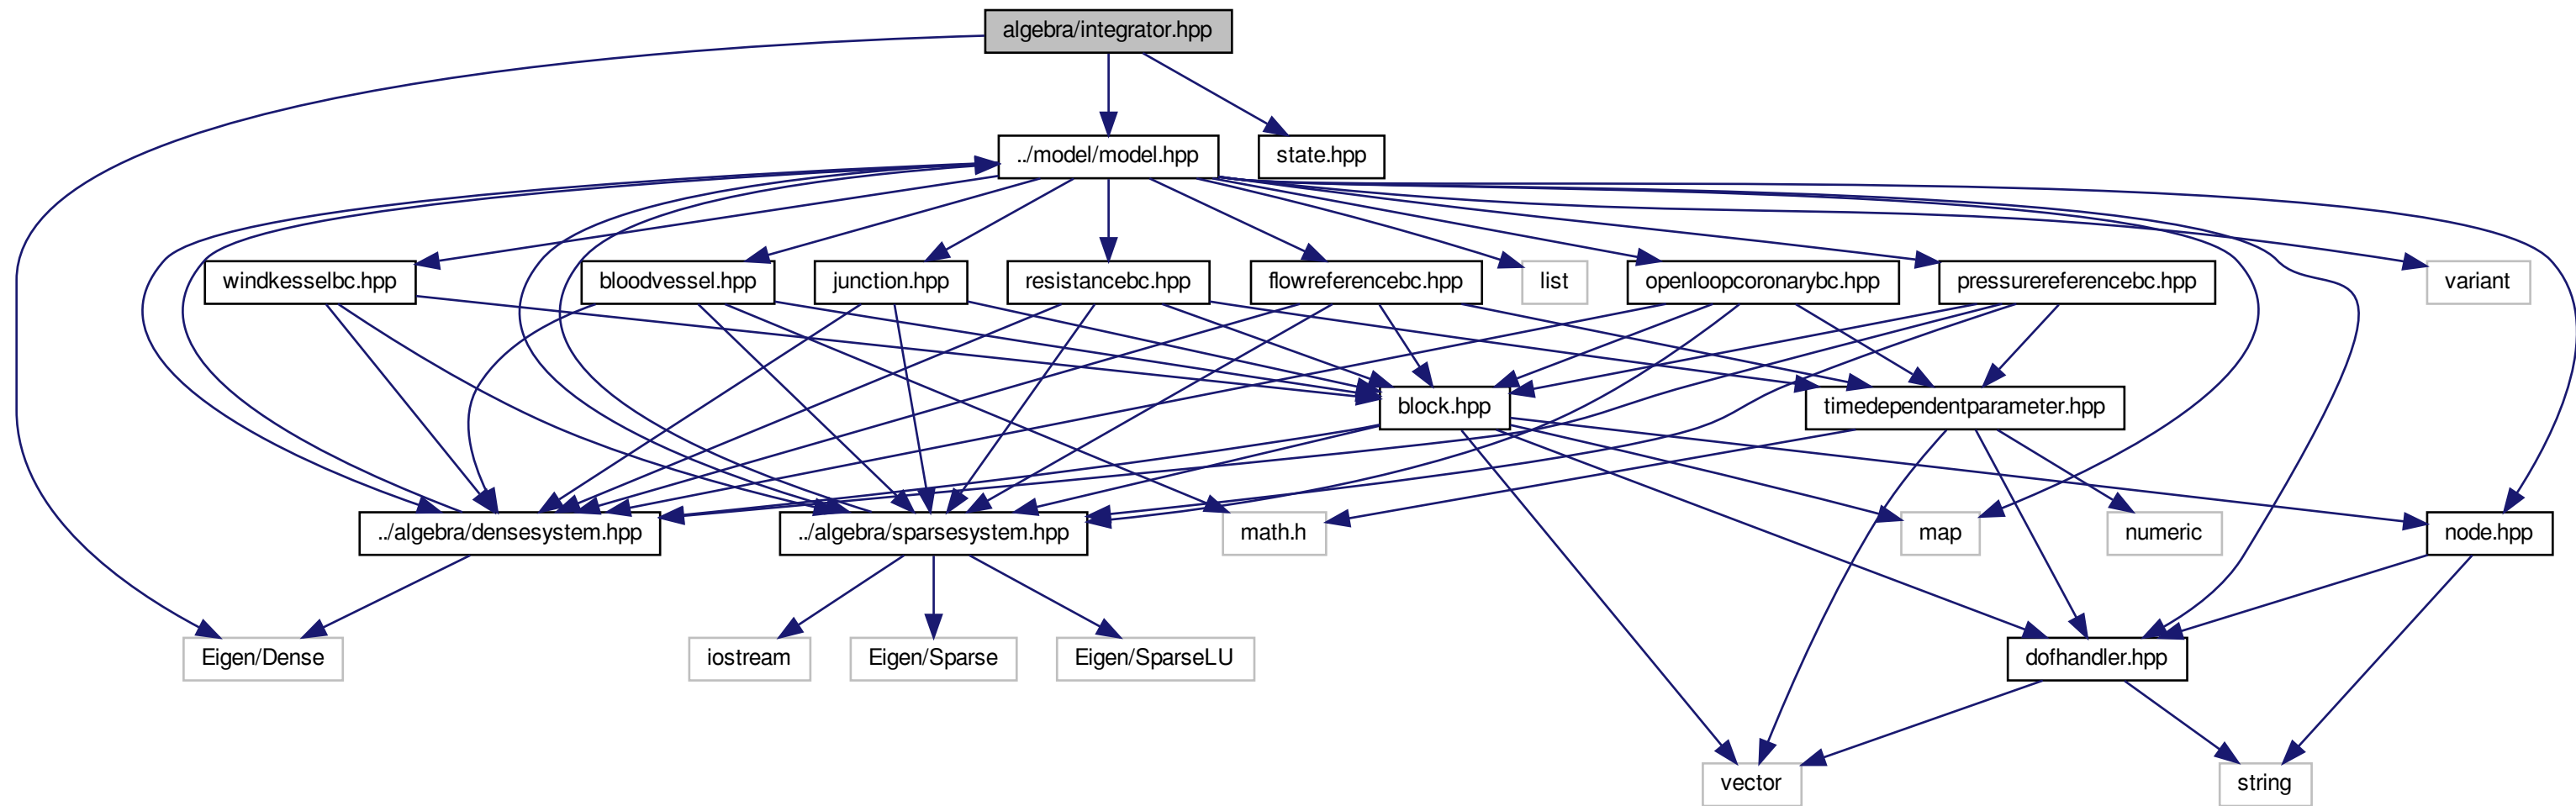 algebra/integrator.hpp
../model/model.hpp
state.hpp
windkesselbc.hpp
bloodvessel.hpp
junction.hpp
resistancebc.hpp
flowreferencebc.hpp
list
openloopcoronarybc.hpp
pressurereferencebc.hpp
variant
block.hpp
timedependentparameter.hpp
../algebra/densesystem.hpp
../algebra/sparsesystem.hpp
math.h
map
numeric
node.hpp
Eigen/Dense
iostream
Eigen/Sparse
Eigen/SparseLU
dofhandler.hpp
vector
string